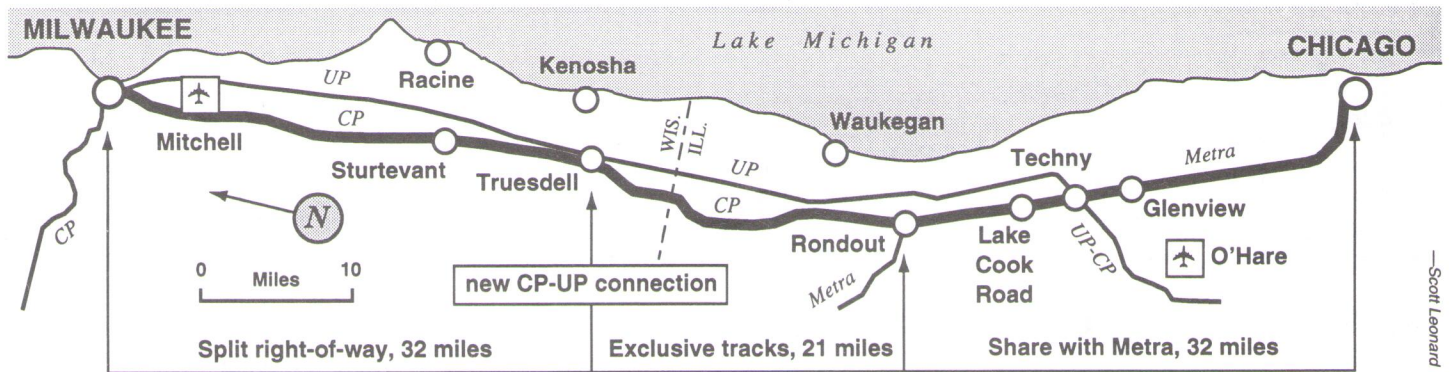 MILWAUKEE
Lake Michigan
CHICAGO
Racine
Kenosha
UP
CP
Mitchell
Sturtevant
Truesdell
WIS.
ILL.
Waukegan
UP
Techny
Metra
CP
N
CP
Rondout
Lake
Cook
Road
Glenview
UP-CP
O'Hare
0 10
Miles
new CP-UP connection
Metra
Split right-of-way, 32 miles
Exclusive tracks, 21 miles
Share with Metra, 32 miles
—Scott Leonard